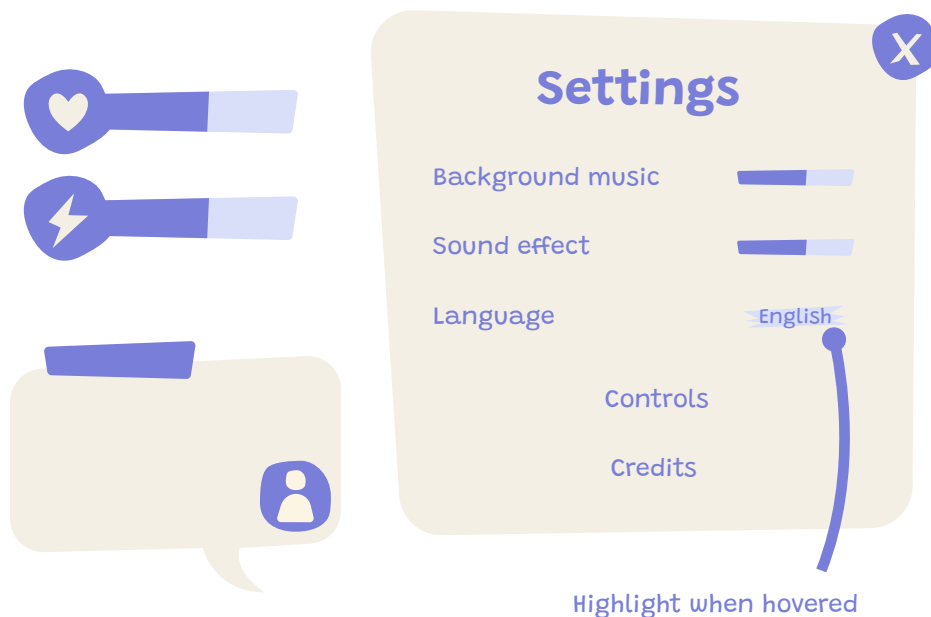 X
Settings
Background music
Sound effect
Language English
Controls
Credits
Highlight when hovered